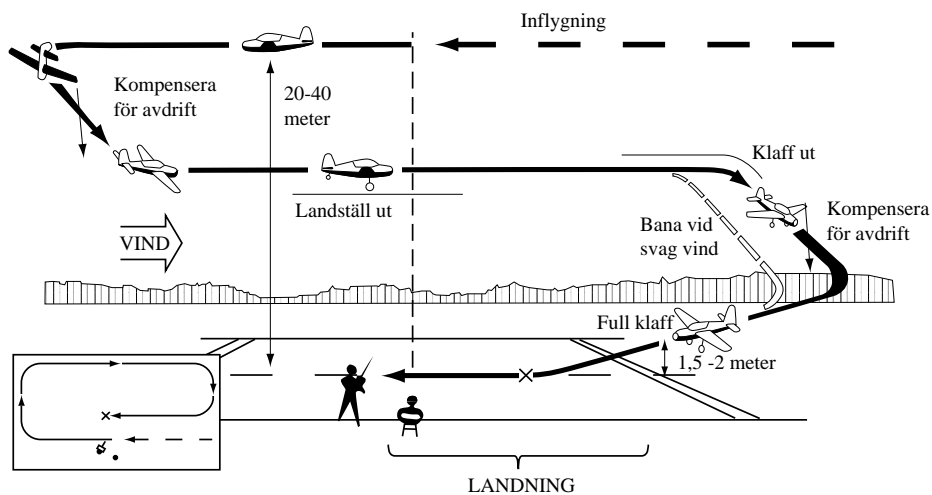 Inflygning
Kompensera
för avdrift
20-40
meter
Klaff ut
Landställ ut
Kompensera
för avdrift
Bana vid
svag vind
VIND
Full klaff
1,5 -2 meter
LANDNING